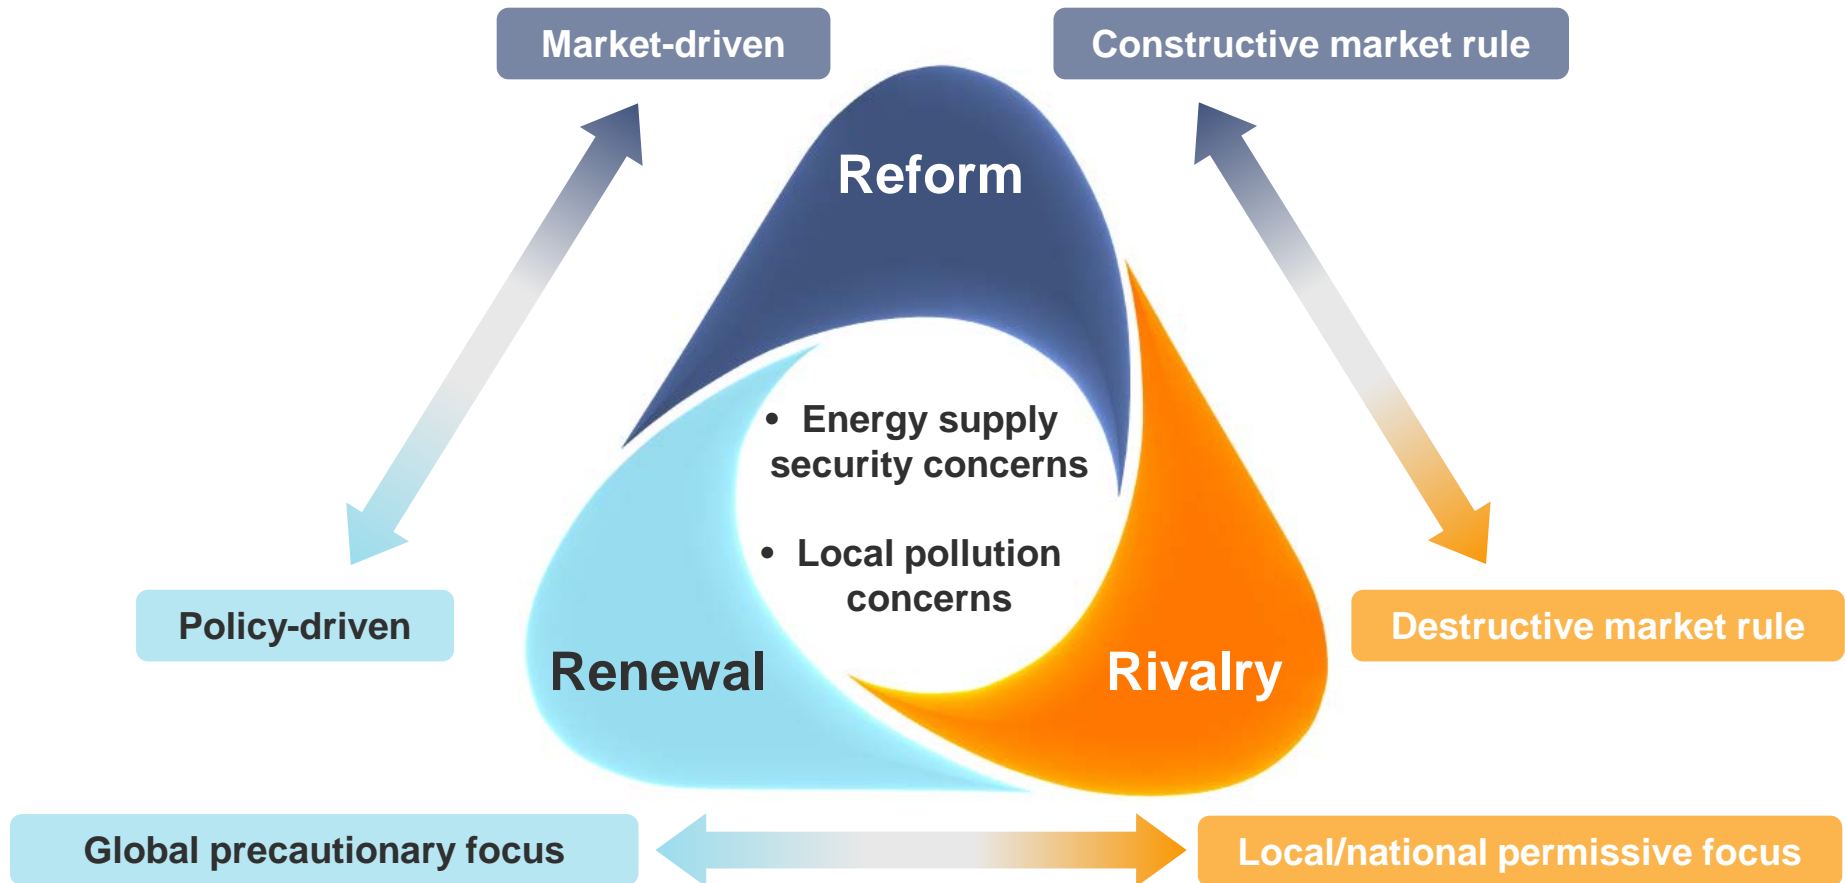 Market-driven
Constructive market rule
Reform
• Energy supply
security concerns
• Local pollution
concerns
Policy-driven
Destructive market rule
Renewal
Rivalry
Global precautionary focus
Local/national permissive focus